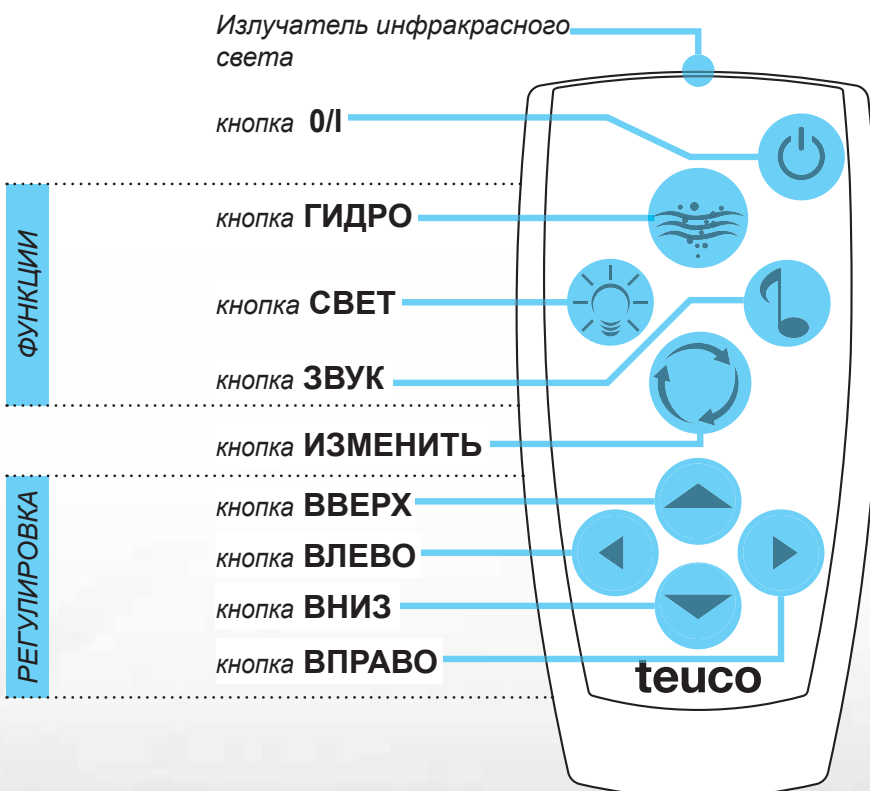 Излучатель инфракрасного
света
кнопка 0/I
ФУНКЦИИ
кнопка ГИДРО
кнопка СВЕТ
кнопка ЗВУК
кнопка ИЗМЕНИТЬ
РЕГУЛИРОВКА
кнопка ВВЕРХ
кнопка ВЛЕВО
кнопка ВНИЗ
кнопка ВПРАВО
teuco